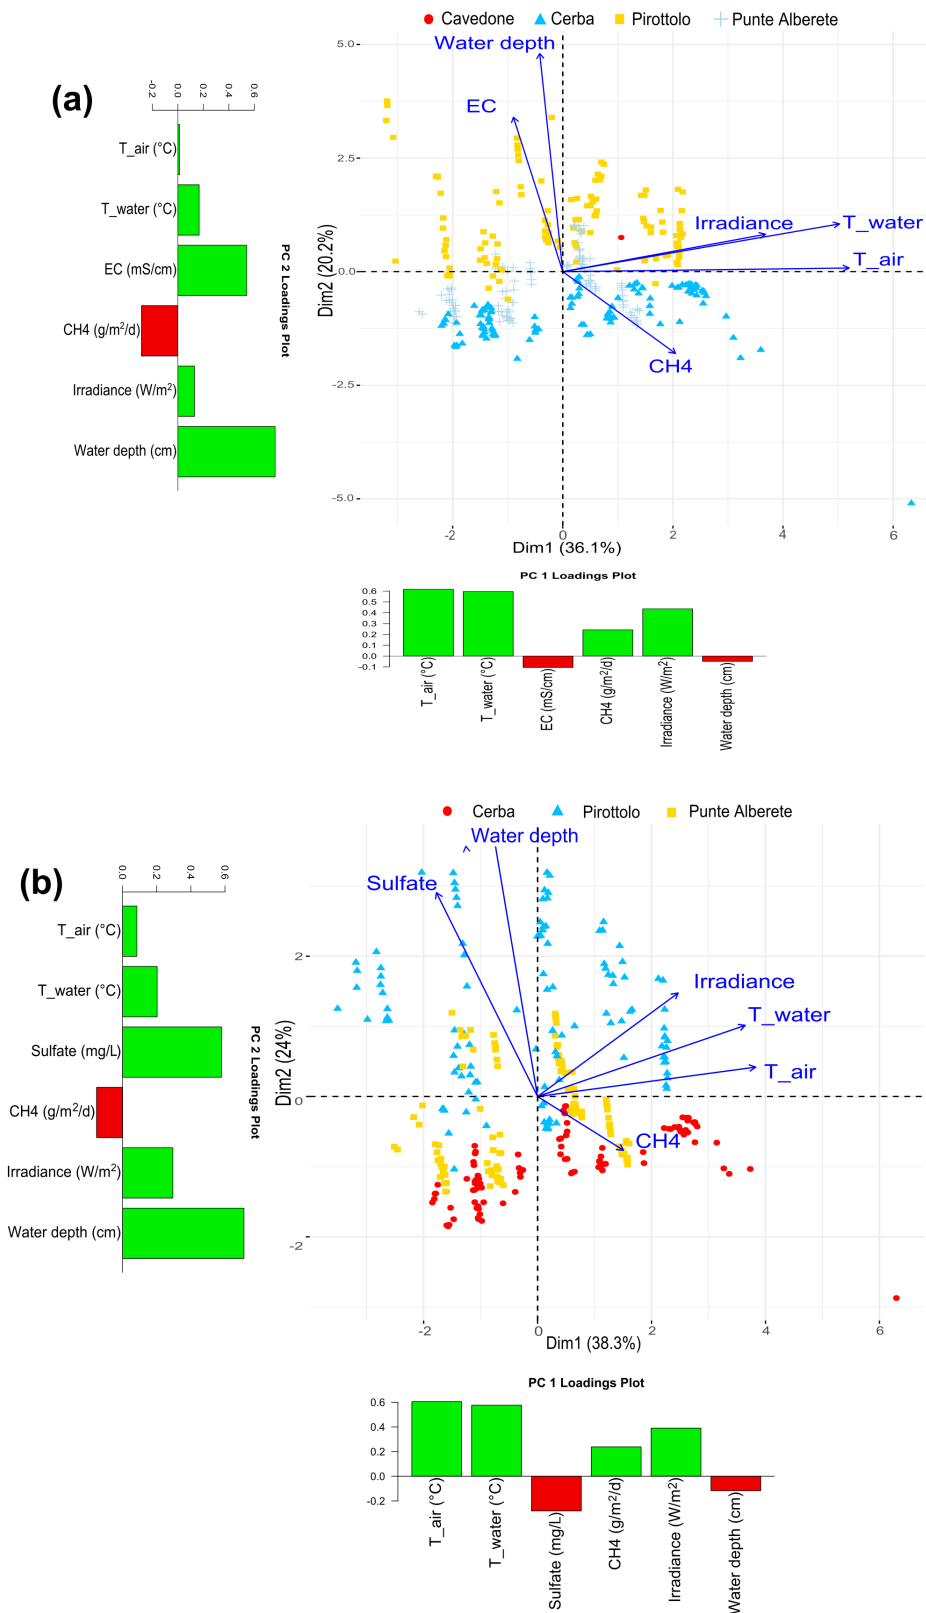 Cavedone Cerba Pirottolo Punte Alberete
(a)
-0.2 0.0 0.2 0.4 0.6
T_air (°C)
T_water (°C)
EC (mS/cm)
CH4 (g/m²/d)
Irradiance (W/m²)
Water depth (cm)
PC 2 Loadings Plot
Dim2 (20.2%)
5.0
2.5
0.0
-2.5
-5.0
Water depth
EC
Irradiance
T_water
T_air
CH4
-2 0 2 4 6
Dim1 (36.1%)
PC 1 Loadings Plot
0.6
0.5
0.4
0.3
0.2
0.1
0.0
-0.1
T_air (°C)
T_water (°C)
EC (mS/cm)
CH4 (g/m²/d)
Irradiance (W/m²)
Water depth (cm)
Cerba Pirottolo Punte Alberete
(b)
0.0 0.2 0.4 0.6
T_air (°C)
T_water (°C)
Sulfate (mg/L)
CH4 (g/m²/d)
Irradiance (W/m²)
Water depth (cm)
PC 2 Loadings Plot
Dim2 (24%)
2
0
-2
Water depth
Sulfate
Irradiance
T_water
T_air
CH4
-2 0 2 4 6
Dim1 (38.3%)
PC 1 Loadings Plot
0.6
0.4
0.2
0.0
-0.2
T_air (°C)
T_water (°C)
Sulfate (mg/L)
CH4 (g/m²/d)
Irradiance (W/m²)
Water depth (cm)